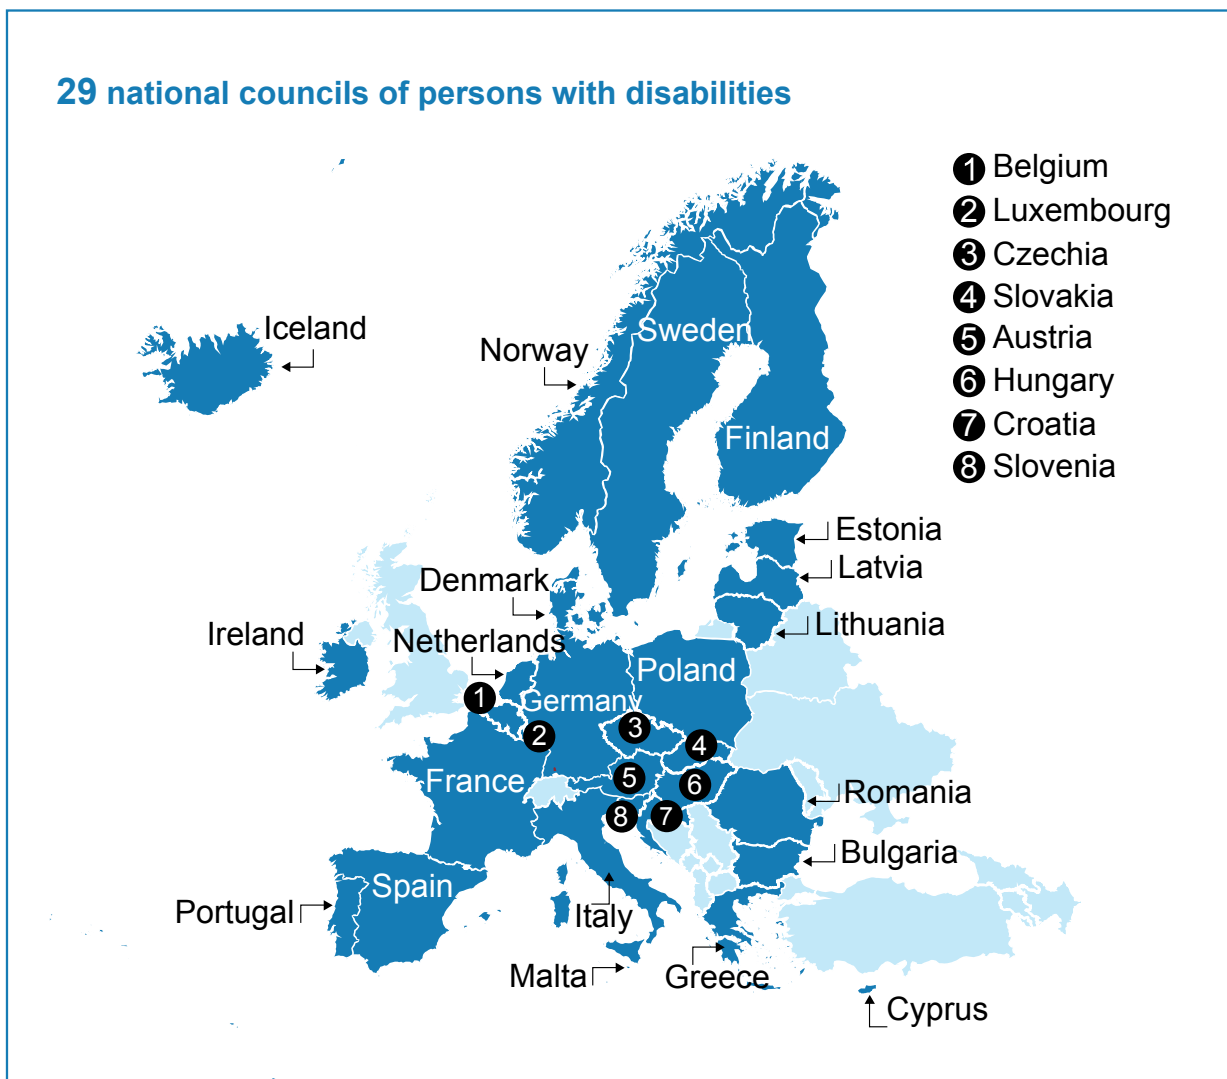 29 national councils of persons with disabilities
1 Belgium
2 Luxembourg
3 Czechia
4 Slovakia
5 Austria
6 Hungary
7 Croatia
8 Slovenia
Iceland
Norway
Sweden
Finland
Estonia
Latvia
Denmark
Lithuania
Ireland
Netherlands
Poland
1
Germany
3
2
4
5
France
6
Romania
8
7
Bulgaria
Spain
Portugal
Italy
Malta
Greece
Cyprus